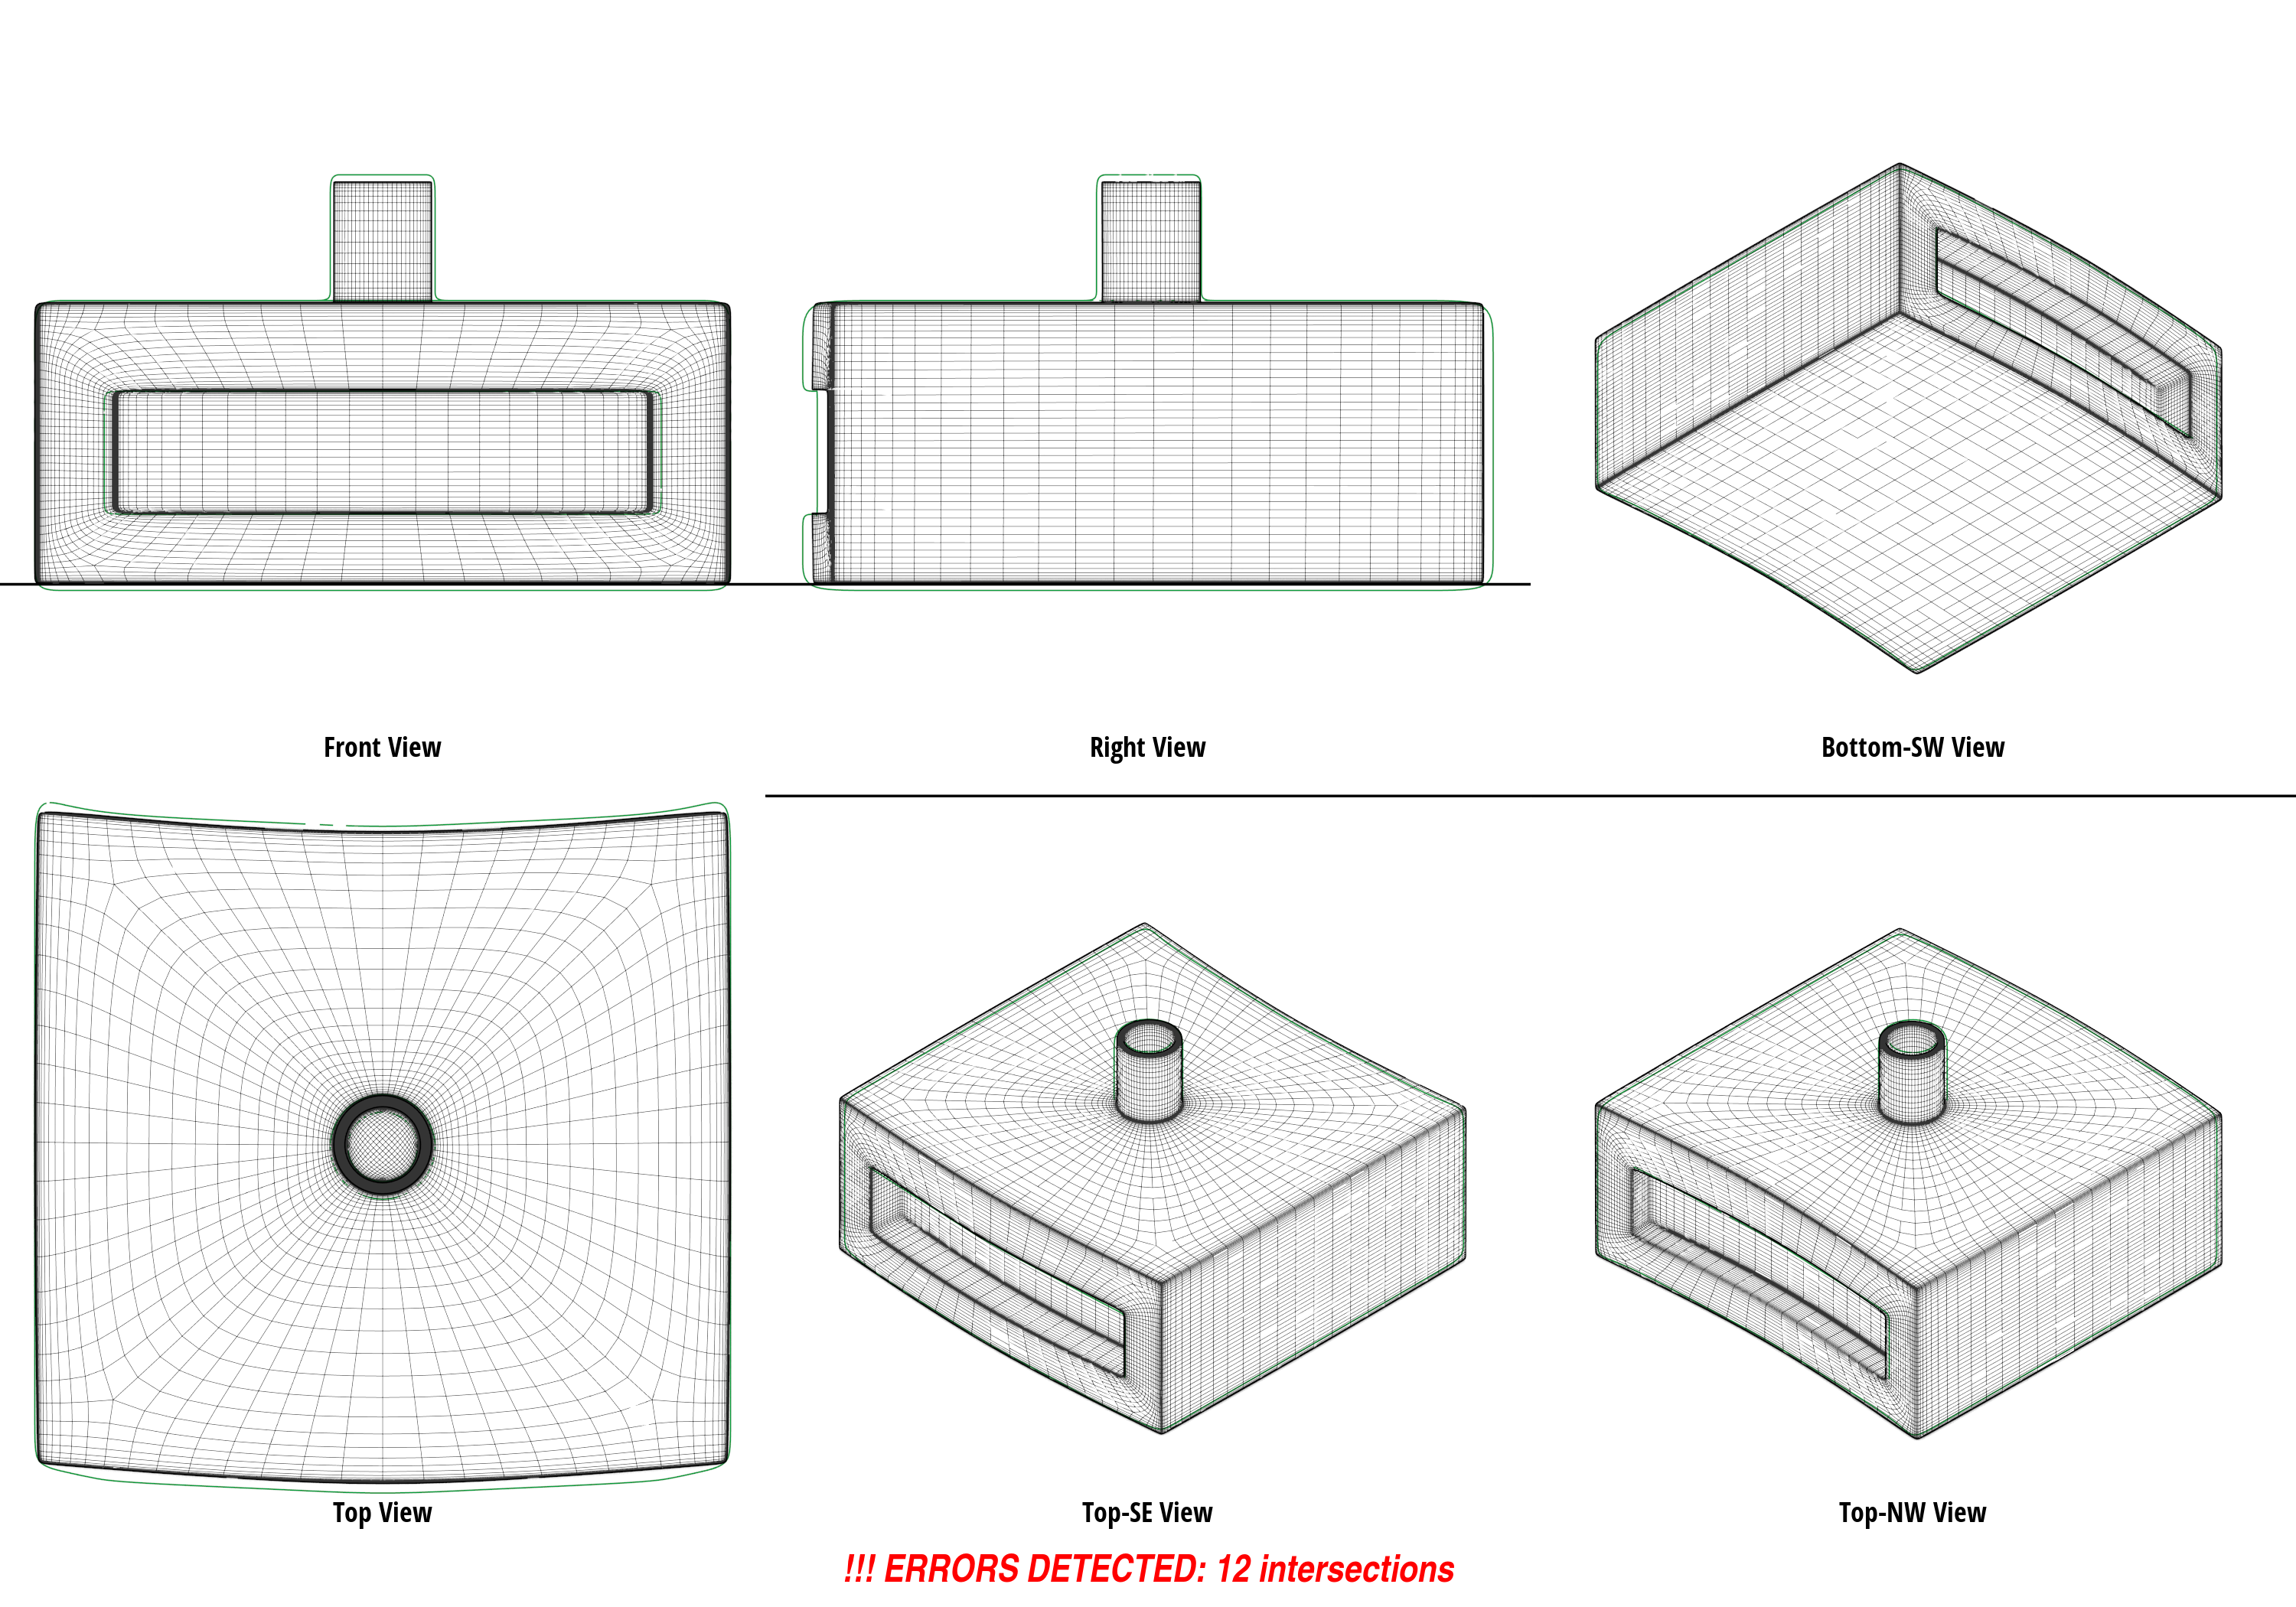 Front View
Right View
Bottom-SW View
Top View
Top-SE View
Top-NW View
!!! ERRORS DETECTED: 12 intersections